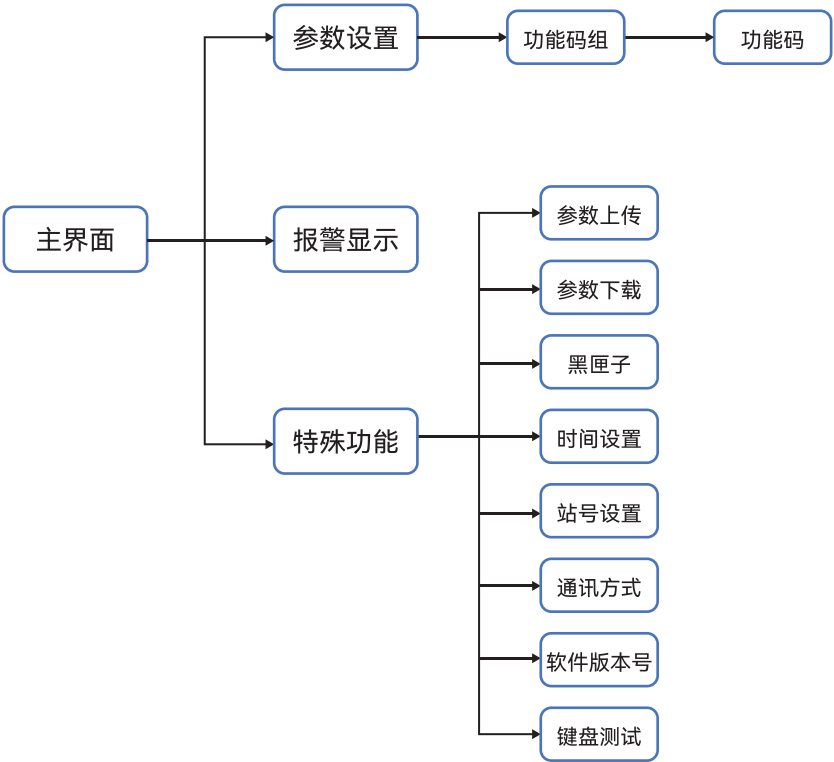 参数设置
功能码组
功能码
主界面
报警显示
特殊功能
参数上传
参数下载
黑匣子
时间设置
站号设置
通讯方式
软件版本号
键盘测试